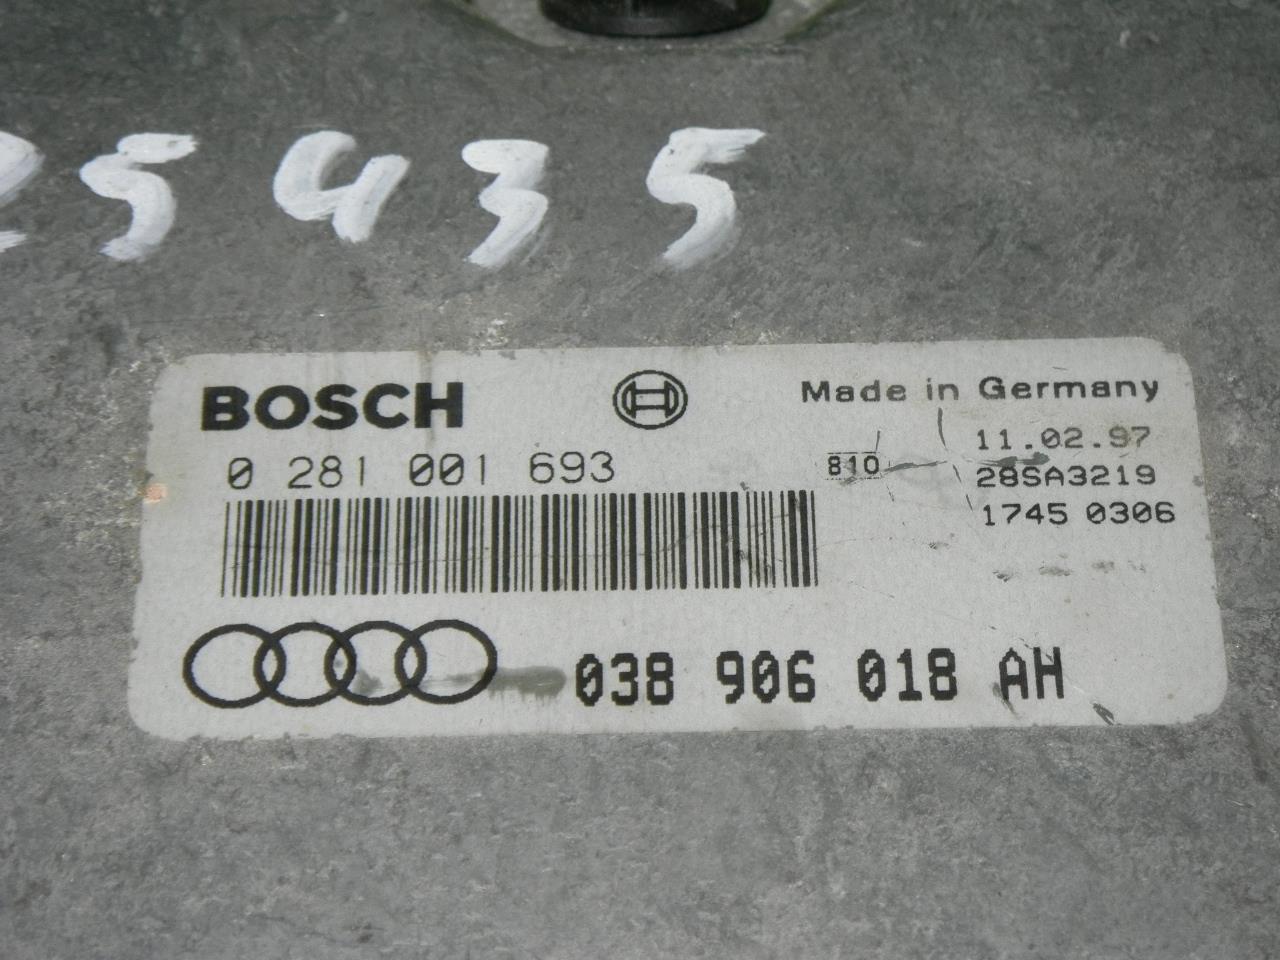 25435
BOSCH
Made in Germany
0 281 001 693
810
11.02.97
28SA3219
1745 0306
038 906 018 AH